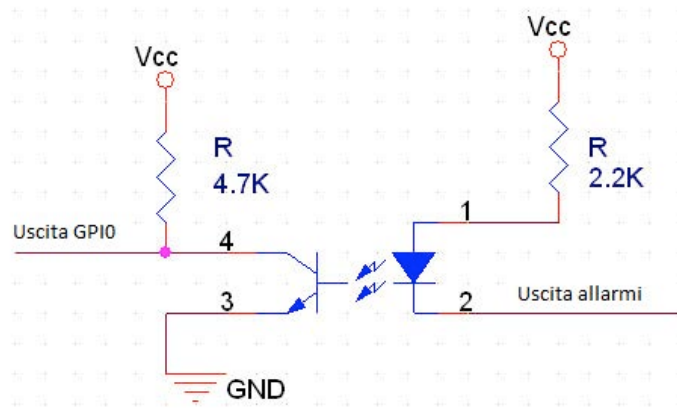 Vcc
Vcc
R
4.7K
R
2.2K
1
Uscita GPI0
4
3
2
Uscita allarmi
GND